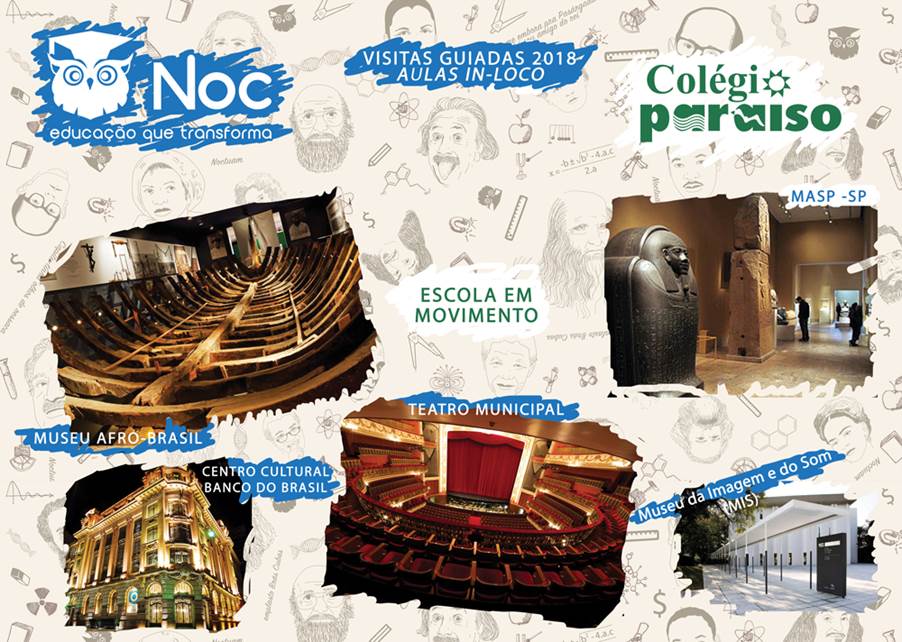 Noc
educação que transforma
VISITAS GUIADAS 2018
AULAS IN-LOCO
Colégio
paraiso
MASP -SP
ESCOLA EM
MOVIMENTO
MUSEU AFRO-BRASIL
TEATRO MUNICIPAL
CENTRO CULTURAL
BANCO DO BRASIL
Museu da Imagem e do Som
(MIS)